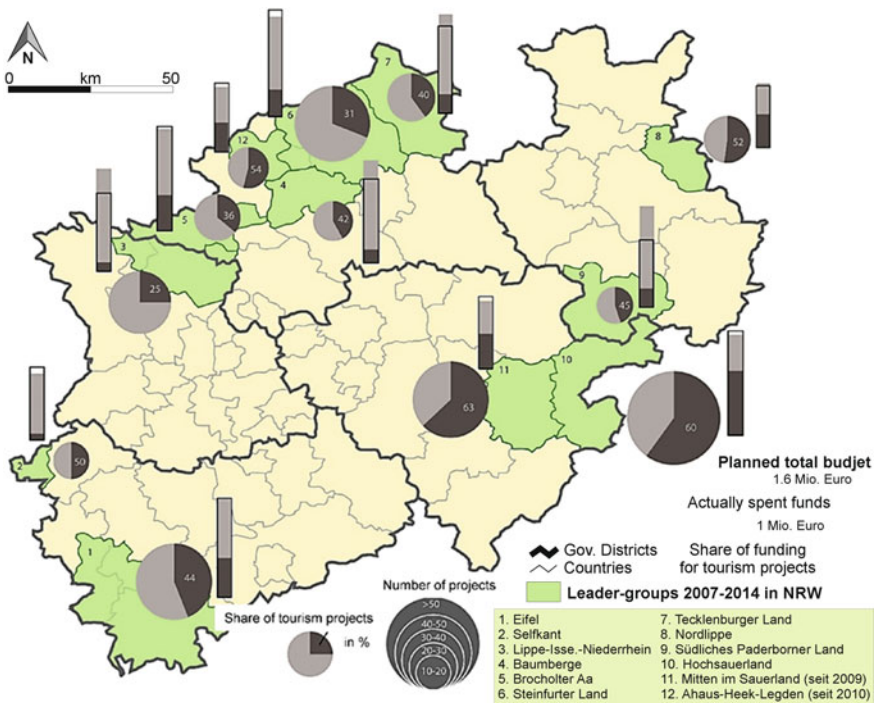 N
0 km 50
7
40
6
31
12
54
8
52
4
5
36
42
3
25
9
45
11
10
63
60
2
50
1
44
Planned total budjet
1.6 Mio. Euro
Actually spent funds
1 Mio. Euro
Gov. Districts
Countries
Share of funding
for tourism projects
Leader-groups 2007-2014 in NRW
Share of tourism projects
in %
Number of projects
>50
40-50
30-40
20-30
10-20
1. Eifel
2. Selfkant
3. Lippe-Isse.-Niederrhein
4. Baumberge
5. Brocholter Aa
6. Steinfurter Land
7. Tecklenburger Land
8. Nordlippe
9. Südliches Paderborner Land
10. Hochsauerland
11. Mitten im Sauerland (seit 2009)
12. Ahaus-Heek-Legden (seit 2010)